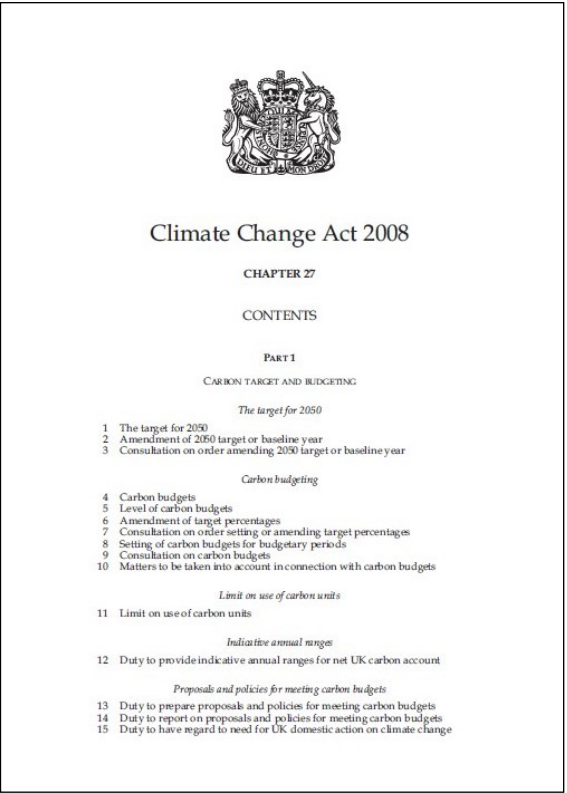 DIEU ET MON DROIT
Climate Change Act 2008
CHAPTER 27
CONTENTS
PART 1
CARBON TARGET AND BUDGETING
The target for 2050
1 The target for 2050
2 Amendment of 2050 target or baseline year
3 Consultation on order amending 2050 target or baseline year
Carbon budgeting
4 Carbon budgets
5 Level of carbon budgets
6 Amendment of target percentages
7 Consultation on order setting or amending target percentages
8 Setting of carbon budgets for budgetary periods
9 Consultation on carbon budgets
10 Matters to be taken into account in connection with carbon budgets
Limit on use of carbon units
11 Limit on use of carbon units
Indicative annual ranges
12 Duty to provide indicative annual ranges for net UK carbon account
Proposals and policies for meeting carbon budgets
13 Duty to prepare proposals and policies for meeting carbon budgets
14 Duty to report on proposals and policies for meeting carbon budgets
15 Duty to have regard to need for UK domestic action on climate change